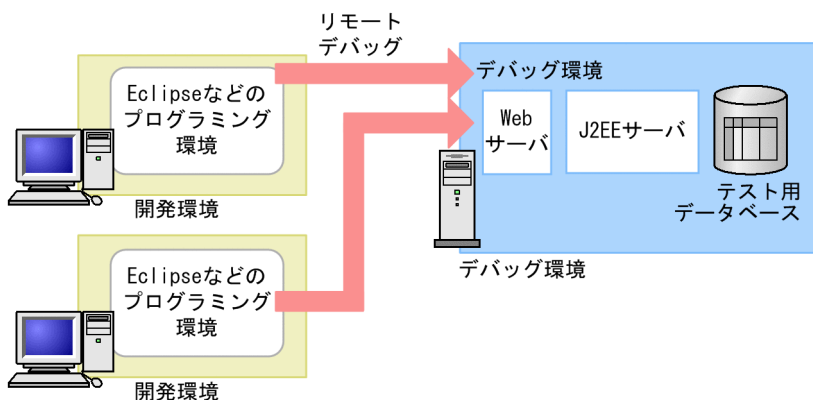 リモート
デバッグ
Eclipseなどの
プログラミング
環境
開発環境
デバッグ環境
Web
サーバ
J2EEサーバ
テスト用
データベース
デバッグ環境
Eclipseなどの
プログラミング
環境
開発環境